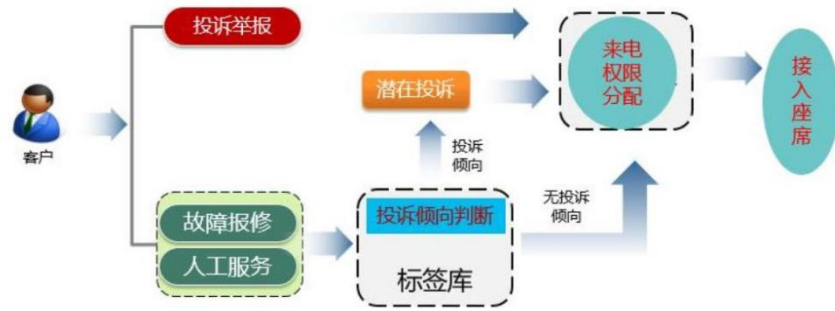 投诉举报
来电
权限
分配
接入座席
潜在投诉
客户
投诉
倾向
故障报修
人工服务
投诉倾向判断
标签库
无投诉
倾向